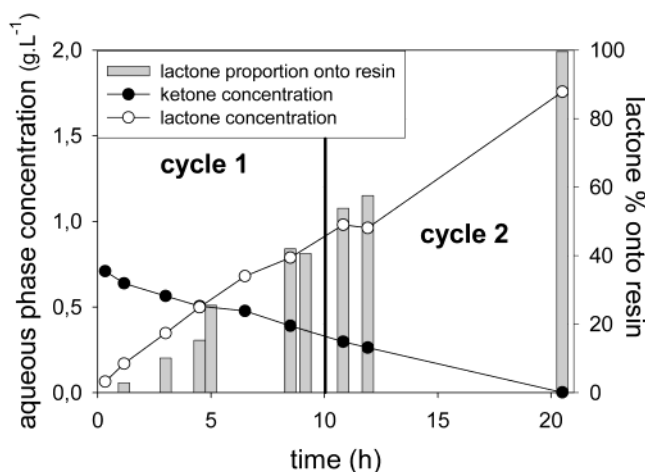 aqueous phase concentration (g.L-1)
2,0
1,5
1,0
0,5
0,0
lactone proportion onto resin
ketone concentration
lactone concentration
cycle 1
cycle 2
100
80
60
40
20
0
lactone % onto resin
0
5
10
15
20
time (h)